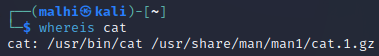 ┌──(malhi㉿kali)-[~]
└─$ whereis cat
cat: /usr/bin/cat /usr/share/man/man1/cat.1.gz